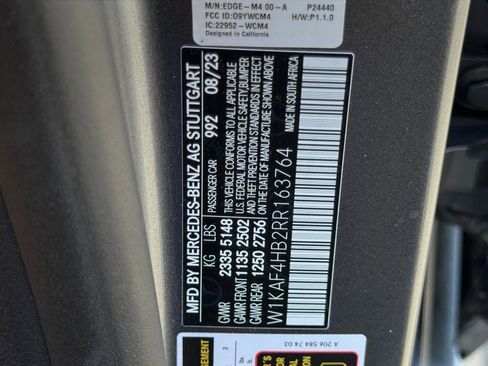 M/N:EDGE-M4 00-A P24440
FCC ID:O9YWCM4 H/W:P1.1.0
IC:22952-WCM4
Designed in California
MFD BY MERCEDES-BENZ AG STUTTGART
KG LBS PASSENGER CAR 992 08/23
GVWR 2335 5148 THIS VEHICLE CONFORMS TO ALL APPLICABLE
GAWR FRONT 1135 2502 U.S. FEDERAL MOTOR VEHICLE SAFETY,BUMPER
GAWR REAR 1250 2756 AND THEFT PREVENTION STANDARDS IN EFFECT
ON THE DATE OF MANUFACTURE SHOWN ABOVE
W1KAF4HB2RR163764 MADE IN SOUTH AFRICA
A 206 584 74 03